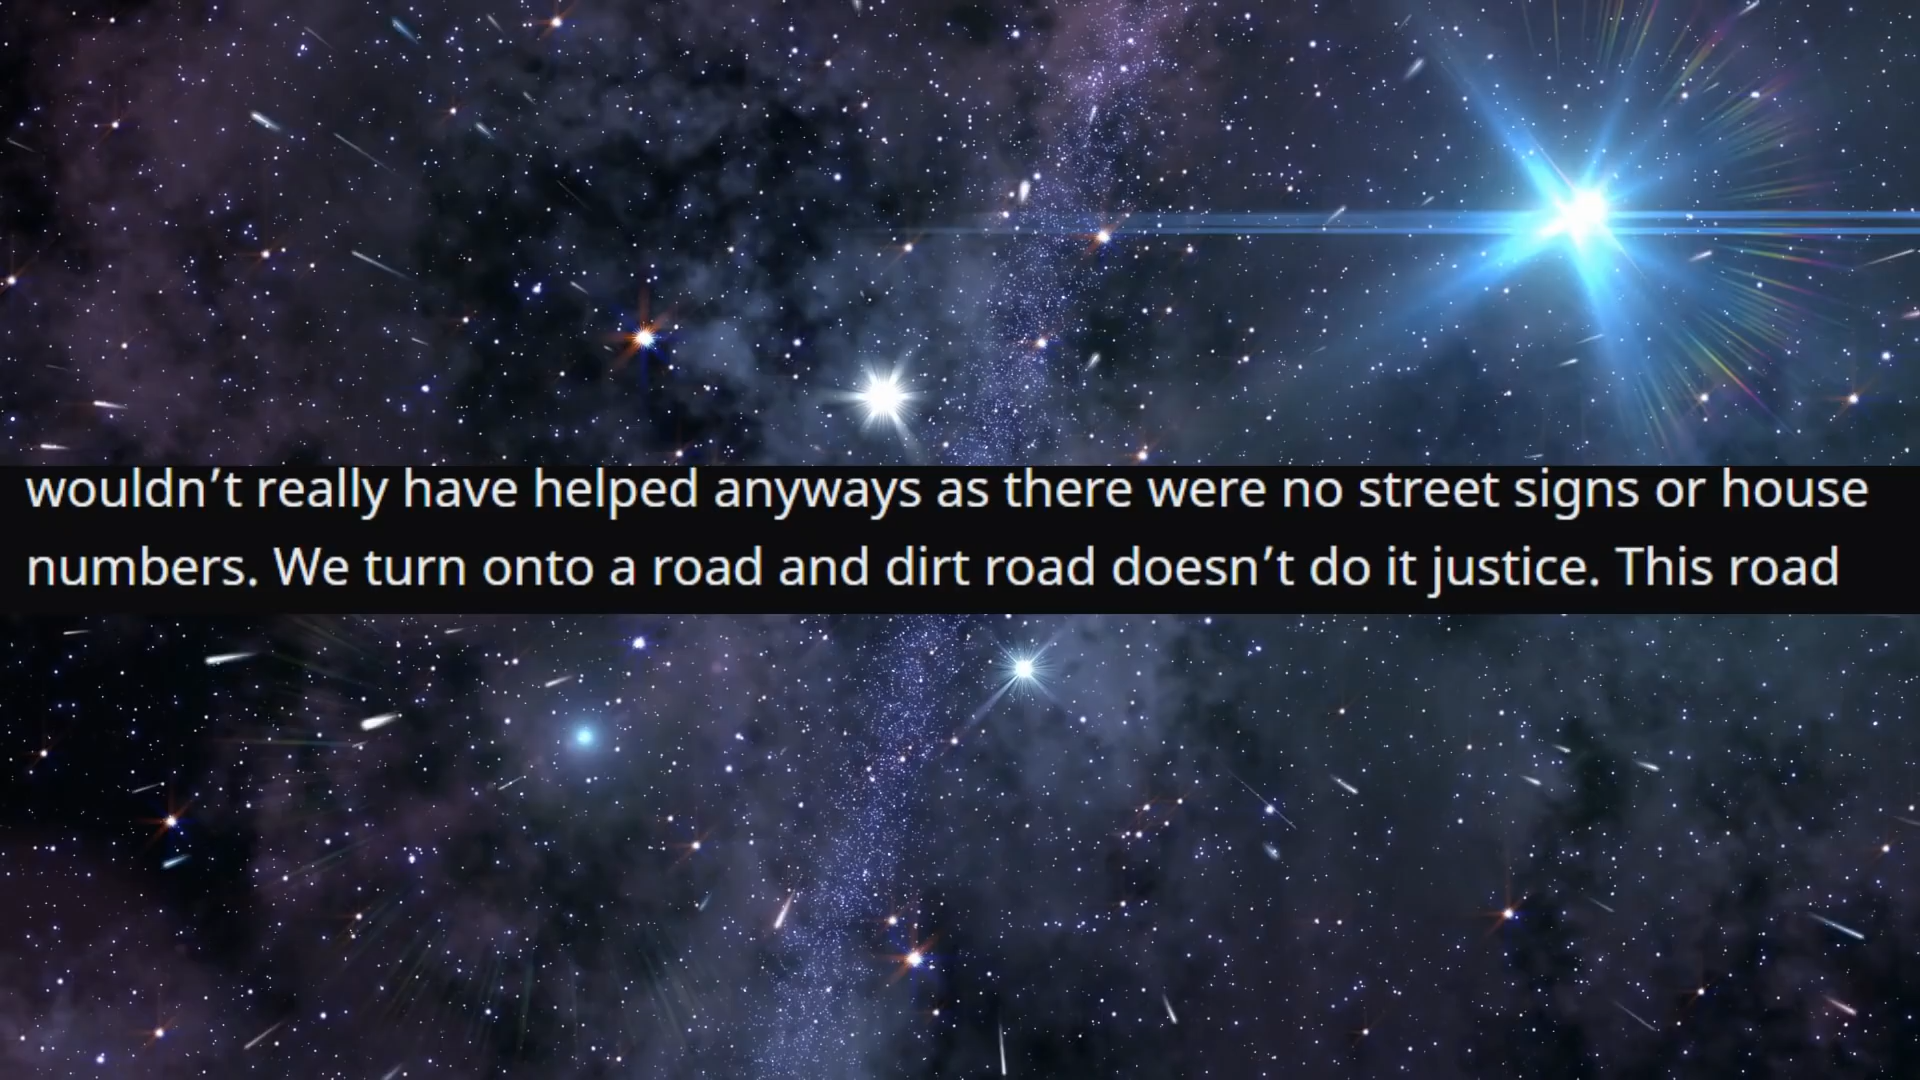 wouldn’t really have helped anyways as there were no street signs or house
numbers. We turn onto a road and dirt road doesn’t do it justice. This road